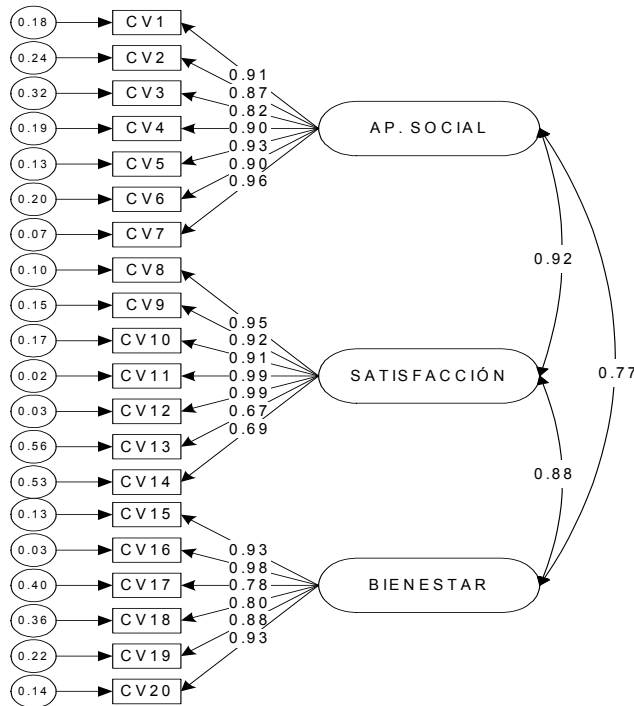 0.18 CV1
0.24 CV2
0.91
0.32 CV3
0.87
0.82
0.19 CV4
0.90
AP. SOCIAL
0.13 CV5
0.93
0.90
0.20 CV6
0.96
0.07 CV7
0.10 CV8
0.92
0.15 CV9
0.95
0.17 CV10
0.92
0.91
0.02 CV11
0.99
SATISFACCIÓN
0.77
0.03 CV12
0.99
0.67
0.56 CV13
0.69
0.53 CV14
0.88
0.13 CV15
0.03 CV16
0.93
0.98
0.40 CV17
0.78
BIENESTAR
0.36 CV18
0.80
0.88
0.22 CV19
0.93
0.14 CV20